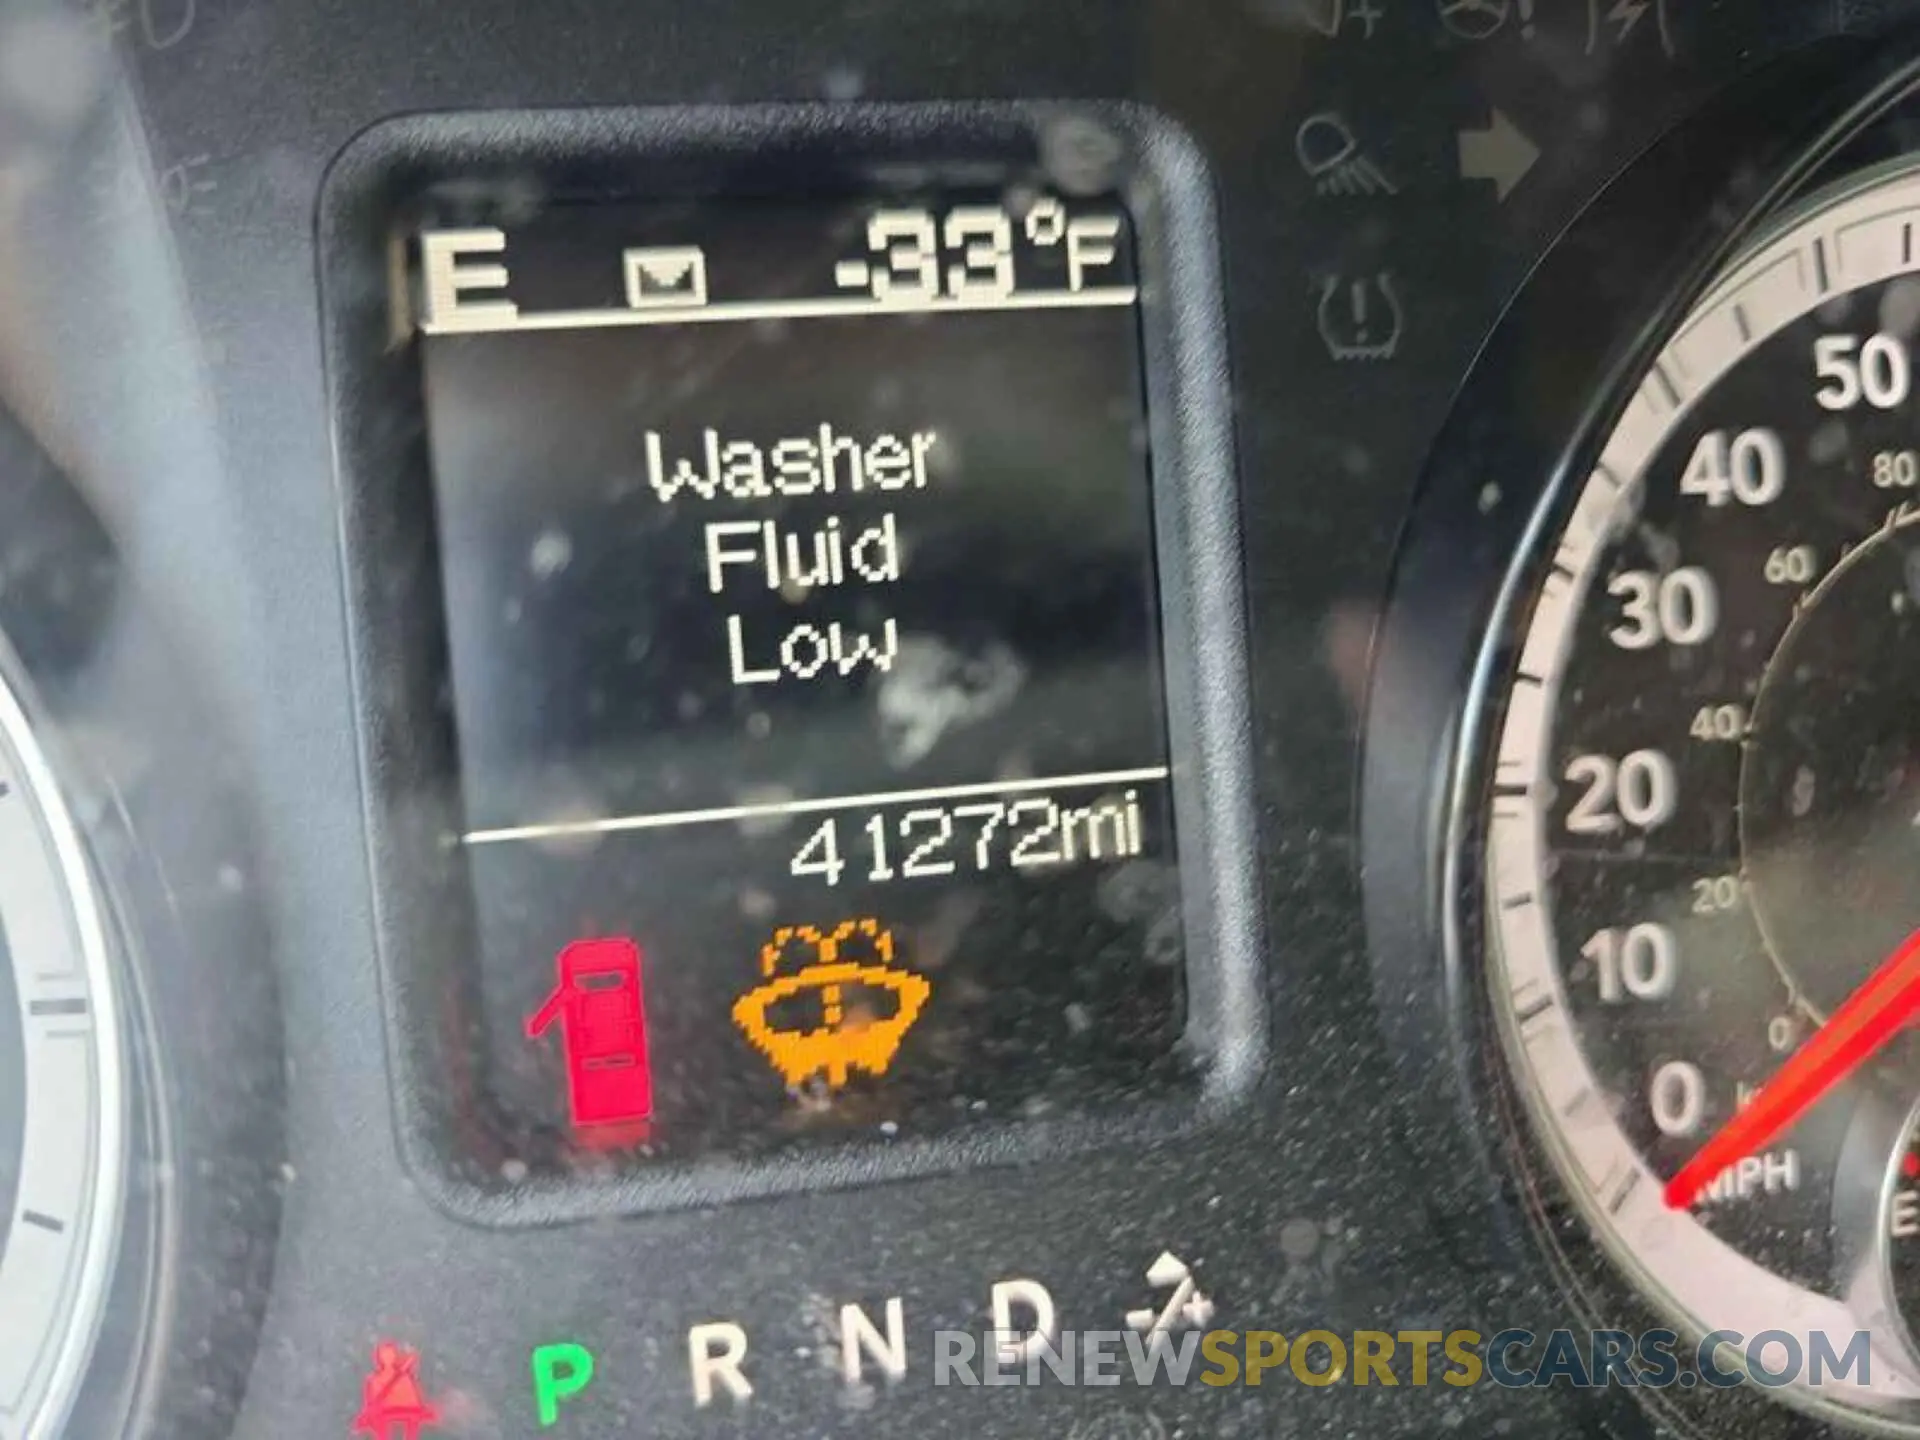 E -33°F
Washer
Fluid
Low
41272mi
50
40
80
30
60
40
20
20
10
0
0
MPH
E
P R N D - +
RENEWSPORTSCARS.COM